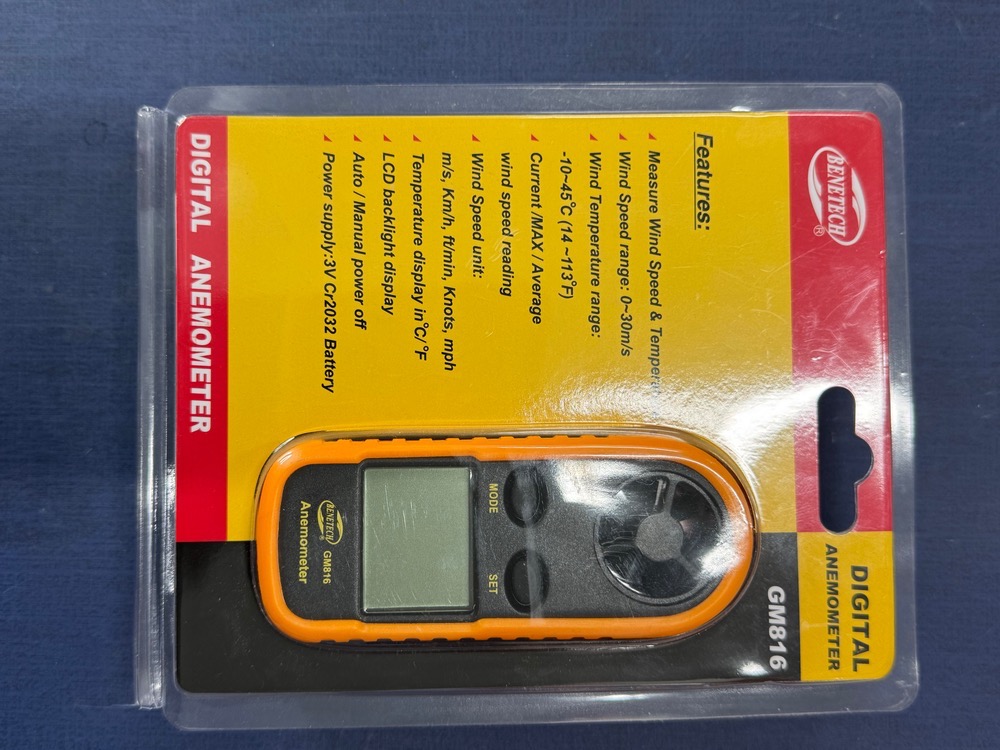 BENETECH®
DIGITAL
ANEMOMETER
GM816
Features:
Measure Wind Speed &
Wind Speed range: 0~30m/s
Wind Temperature range:
-10~45°C (14 ~113°F)
Current /MAX / Average
wind speed reading
Wind Speed unit:
m/s, Km/h, ft/min, Knots, mph
Temperature display in°C/°F
LCD backlight display
Auto / Manual power off
Power supply:3V Cr2032 Battery
MODE SET
BENETECH® GM816
Anemometer
DIGITAL ANEMOMETER